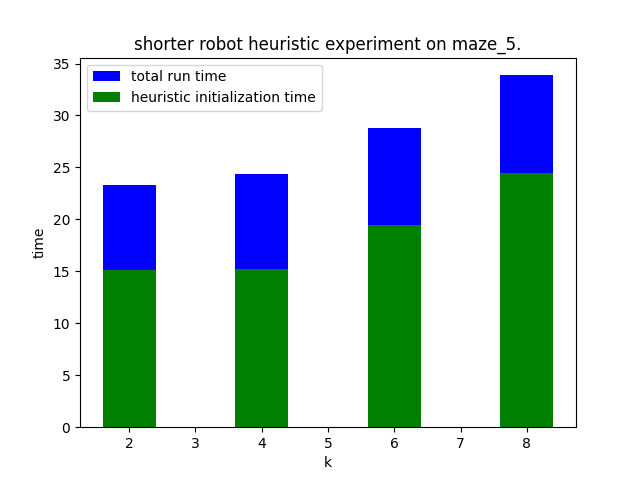 shorter robot heuristic experiment on maze_5.
total run time
heuristic initialization time
35
30
25
20
15
10
5
0
time
2 3 4 5 6 7 8
k